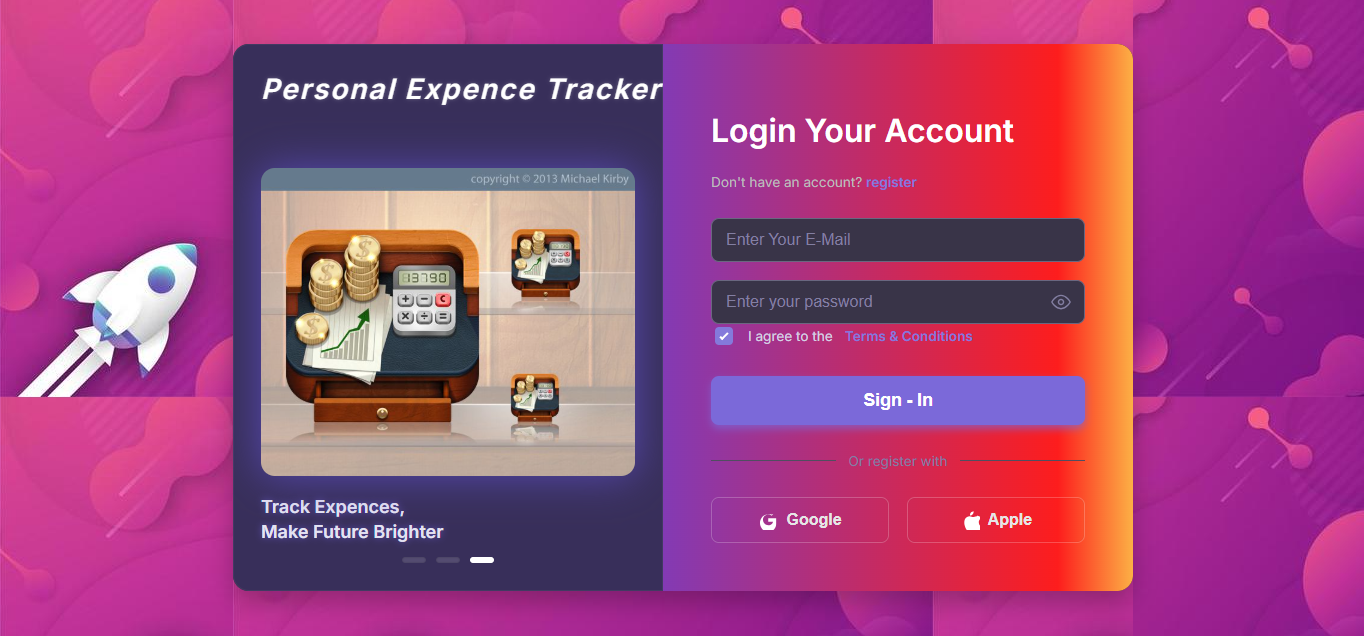 Personal Expence Tracker
copyright © 2013 Michael Kirby
13790
Track Expences,
Make Future Brighter
Login Your Account
Don't have an account? register
Enter Your E-Mail
Enter your password
I agree to the Terms & Conditions
Sign - In
Or register with
Google
Apple